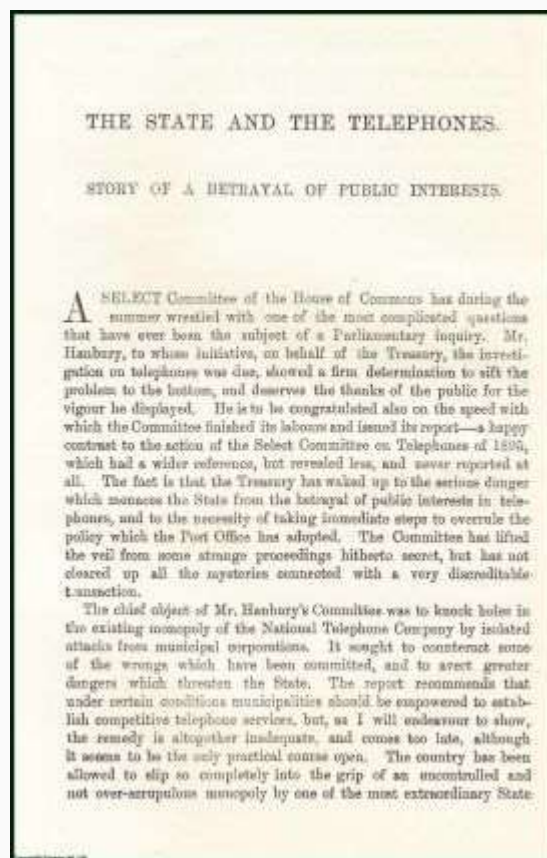 THE STATE AND THE TELEPHONES.
STORY OF A BETRAYAL OF PUBLIC INTERESTS.
A SELECT Committee of the House of Commons has during the
summer wrestled with one of the most complicated questions
that have ever been the subject of a Parliamentary inquiry. Mr.
Hanbury, to whose initiative, on behalf of the Treasury, the investi-
gation on telephones was due, showed a firm determination to sift the
problem to the bottom, and deserves the thanks of the public for the
vigour he displayed. He is to be congratulated also on the speed with
which the Committee finished its labours and issued its report—a happy
contrast to the action of the Select Committee on Telephones of 1895,
which had a wider reference, but revealed less, and never reported at
all. The fact is that the Treasury has waked up to the serious danger
which menaces the State from the betrayal of public interests in tele-
phones, and to the necessity of taking immediate steps to overrule the
policy which the Post Office has adopted. The Committee has lifted
the veil from some strange proceedings hitherto secret, but has not
cleared up all the mysteries connected with a very discreditable
transaction.
The chief object of Mr. Hanbury's Committee was to knock holes in
the existing monopoly of the National Telephone Company by isolated
attacks from municipal corporations. It sought to counteract some
of the wrongs which have been committed, and to avert greater
dangers which threaten the State. The report recommends that
under certain conditions municipalities should be empowered to estab-
lish competitive telephone services, but, as I will endeavour to show,
the remedy is altogether inadequate, and comes too late, although
it seems to be the only practical course open. The country has been
allowed to slip so completely into the grip of an uncontrolled and
not over-scrupulous monopoly by one of the most extraordinary State